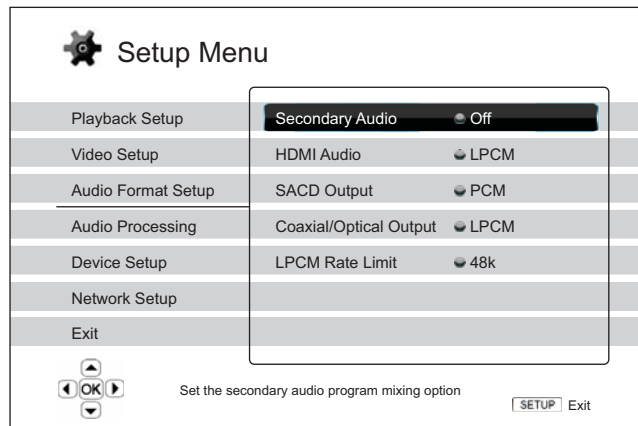 Setup Menu
Playback Setup
Video Setup
Audio Format Setup
Audio Processing
Device Setup
Network Setup
Exit
Secondary Audio Off
HDMI Audio LPCM
SACD Output PCM
Coaxial/Optical Output LPCM
LPCM Rate Limit 48k
OK
Set the secondary audio program mixing option
SETUP Exit